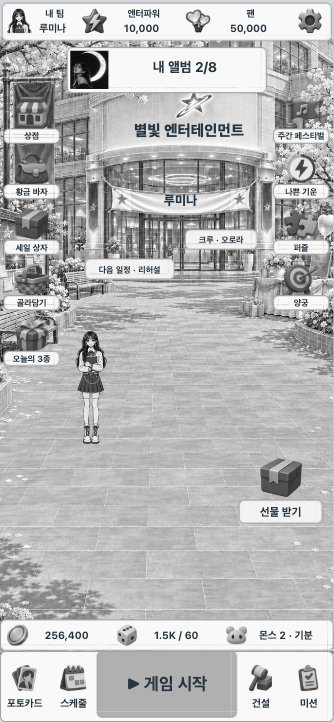 내 팀
루미나
엔터파워
10,000
팬
50,000
내 앨범 2/8
별빛 엔터테인먼트
루미나
크루 · 오로라
다음 일정 · 리허설
상점
황금 바자
세일 상자
골라담기
오늘의 3종
주간 페스티벌
나쁜 기운
퍼즐
양궁
선물 받기
256,400
1.5K / 60
몬스 2 · 기분
포토카드
스케줄
▶ 게임 시작
건설
미션